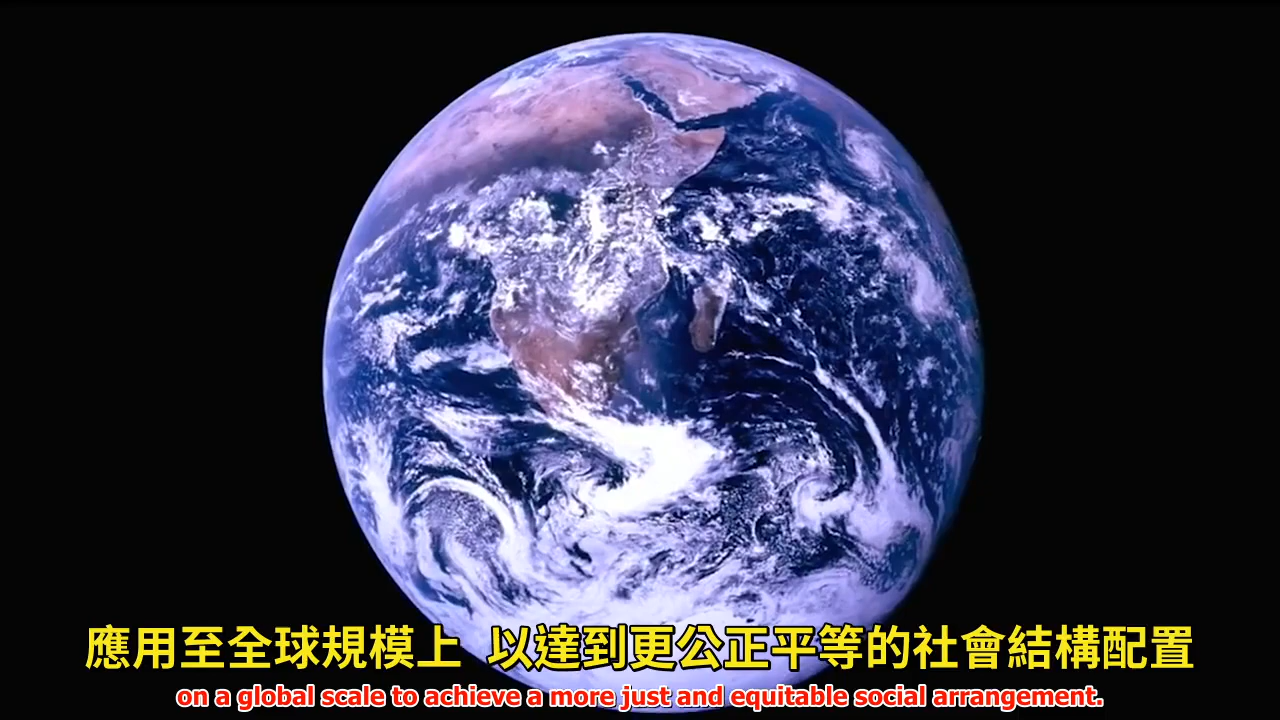 應用至全球規模上 以達到更公正平等的社會結構配置
on a global scale to achieve a more just and equitable social arrangement.